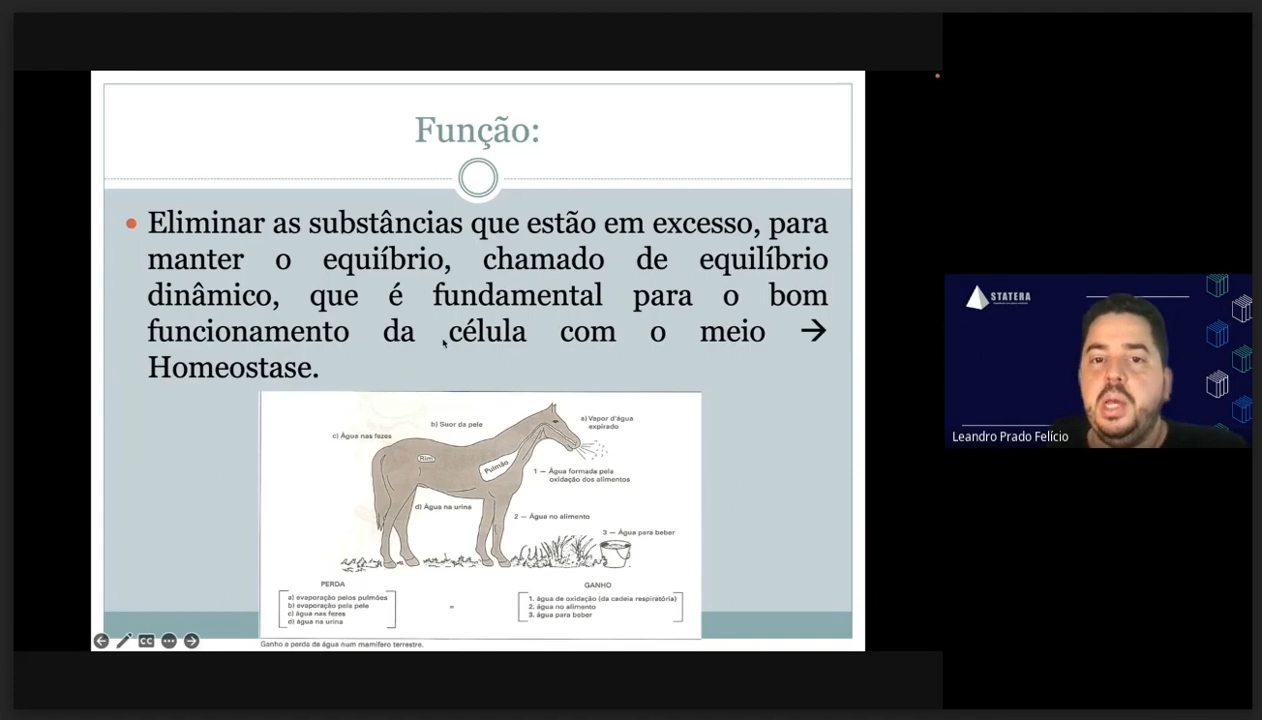 Função:
Eliminar as substâncias que estão em excesso, para
manter o equiíbrio, chamado de equilíbrio
dinâmico, que é fundamental para o bom
funcionamento da célula com o meio →
Homeostase.
a) Vapor d'água
expirado
b) Suor da pele
c) Água nas fezes
Rim
Pulmão
1 — Água formada pela
oxidação dos alimentos
d) Água na urina
2 — Água no alimento
3 — Água para beber
PERDA
a) evaporação pelos pulmões
b) evaporação pela pele
c) água nas fezes
d) água na urina
=
GANHO
1. água de oxidação (da cadeia respiratória)
2. água no alimento
3. água para beber
Ganho e perda de água num mamífero terrestre.
CC
STATERA
Leandro Prado Felício